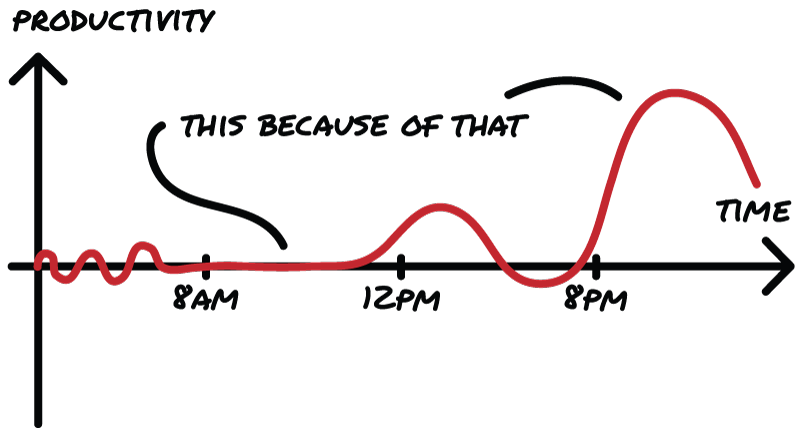 PRODUCTIVITY
THIS BECAUSE OF THAT
TIME
8AM
12PM
8PM